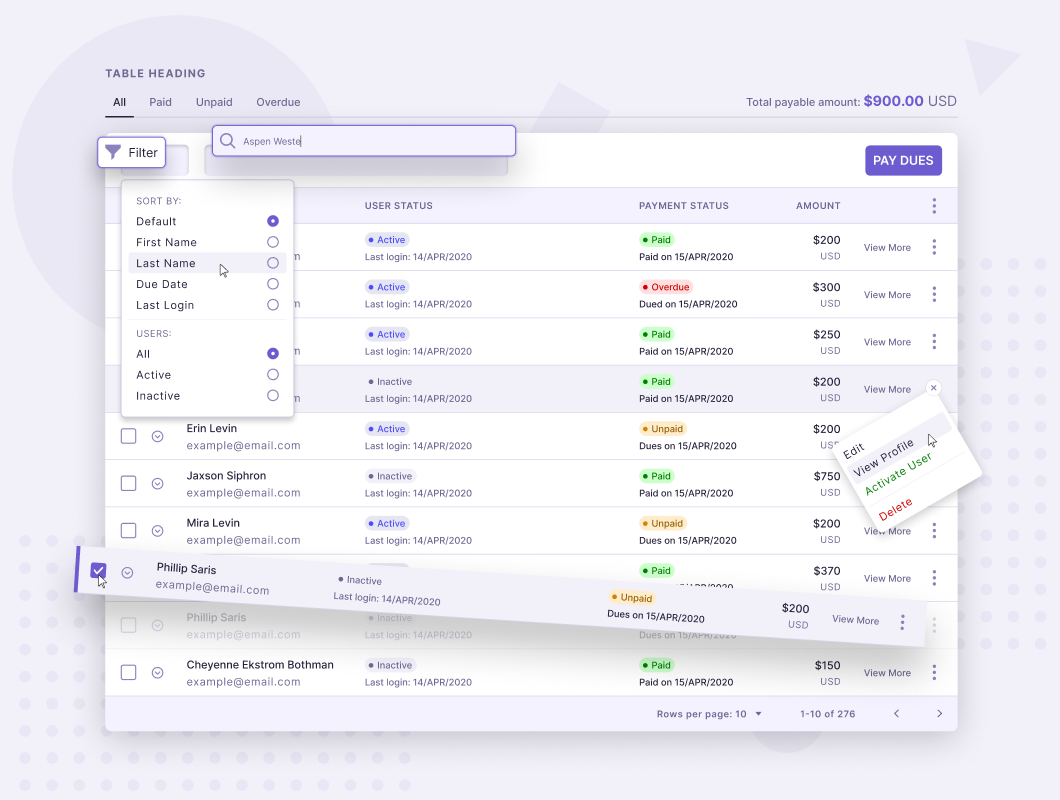 TABLE HEADING
All Paid Unpaid Overdue
Total payable amount: $900.00 USD
Filter
Aspen Weste
PAY DUES
SORT BY:
Default
First Name
Last Name
Due Date
Last Login
USERS:
All
Active
Inactive
USER STATUS PAYMENT STATUS AMOUNT
Active Paid $200
Last login: 14/APR/2020 Paid on 15/APR/2020 USD View More
Active Overdue $300
Last login: 14/APR/2020 Dued on 15/APR/2020 USD View More
Active Paid $250
Last login: 14/APR/2020 Paid on 15/APR/2020 USD View More
Inactive Paid $200
Last login: 14/APR/2020 Paid on 15/APR/2020 USD View More
Edit
View Profile
Activate User
Delete
Erin Levin Active Unpaid $200
example@email.com Last login: 14/APR/2020 Dues on 15/APR/2020
Jaxson Siphron Inactive Paid $750
example@email.com Last login: 14/APR/2020 Paid on 15/APR/2020 USD
Mira Levin Active Unpaid $200
example@email.com Last login: 14/APR/2020 Dues on 15/APR/2020 USD View More
Paid $370
USD View More
Phillip Saris Inactive Unpaid $200
example@email.com Last login: 14/APR/2020 Dues on 15/APR/2020 USD View More
Phillip Saris Inactive
example@email.com Last login: 14/APR/2020 Dues on 15/APR/2020
Cheyenne Ekstrom Bothman Inactive Paid $150
example@email.com Last login: 14/APR/2020 Paid on 15/APR/2020 USD View More
Rows per page: 10 1-10 of 276